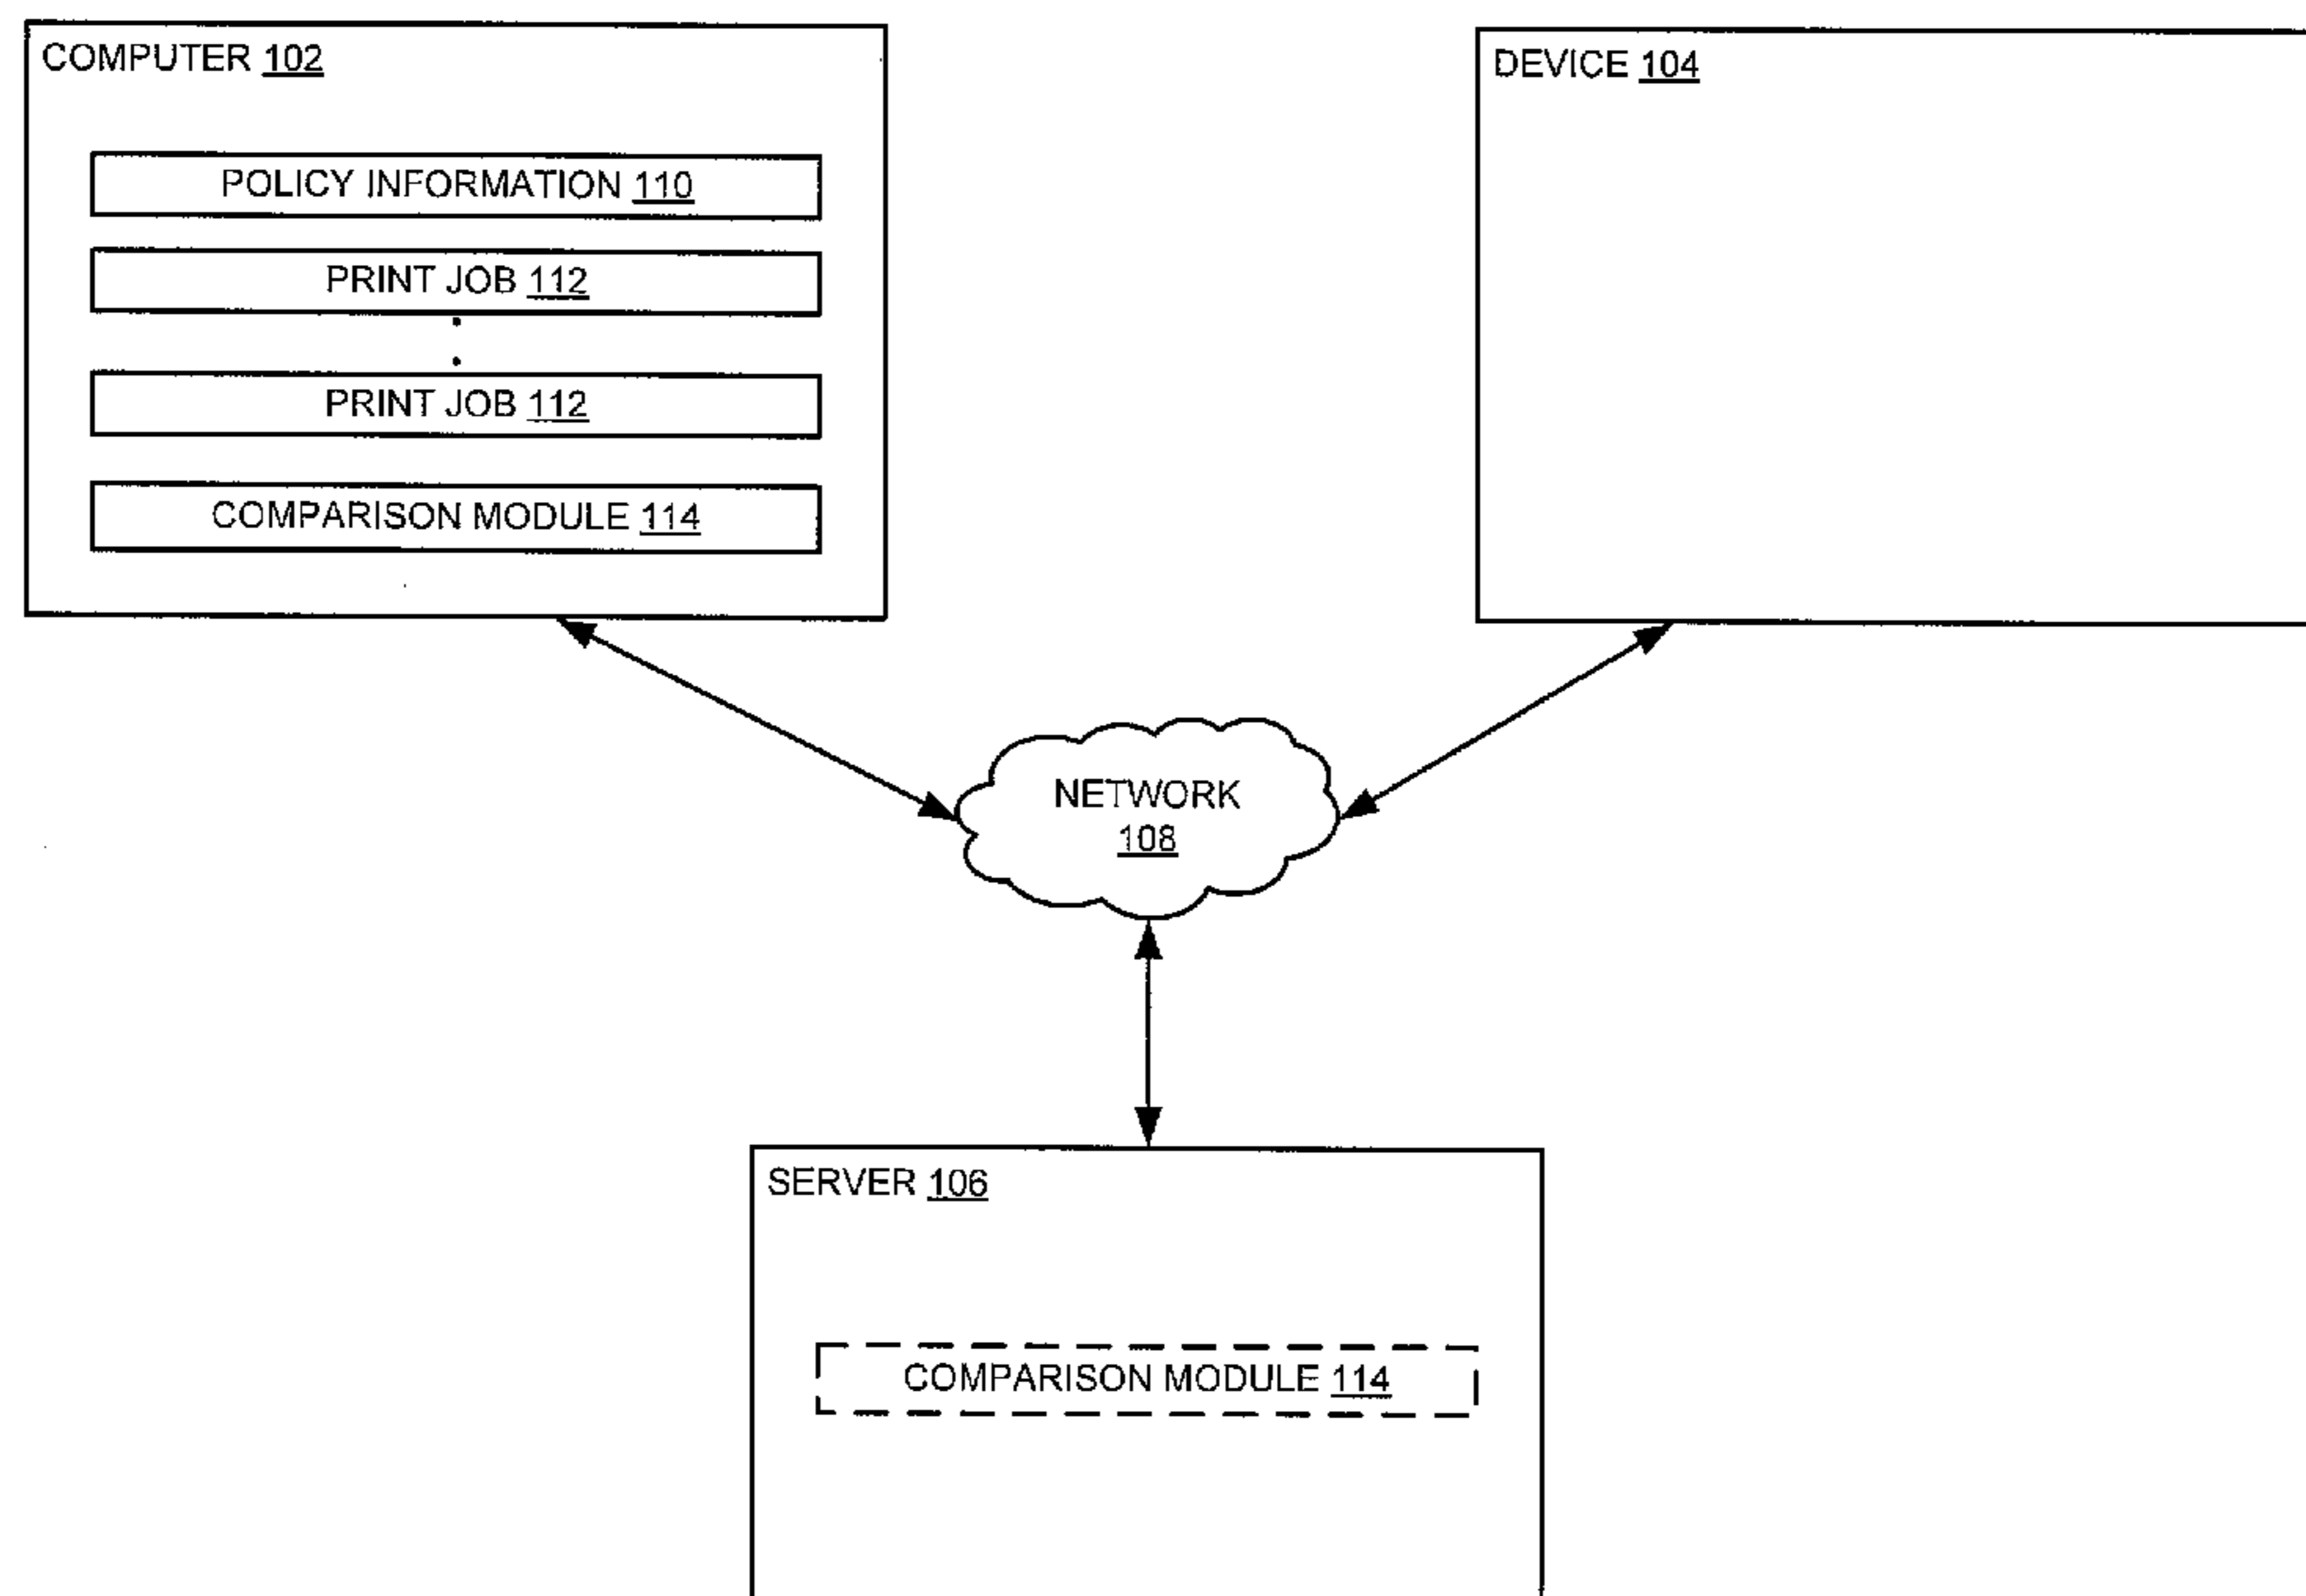 COMPUTER 102
POLICY INFORMATION 110
PRINT JOB 112
PRINT JOB 112
COMPARISON MODULE 114
DEVICE 104
NETWORK
108
SERVER 106
COMPARISON MODULE 114